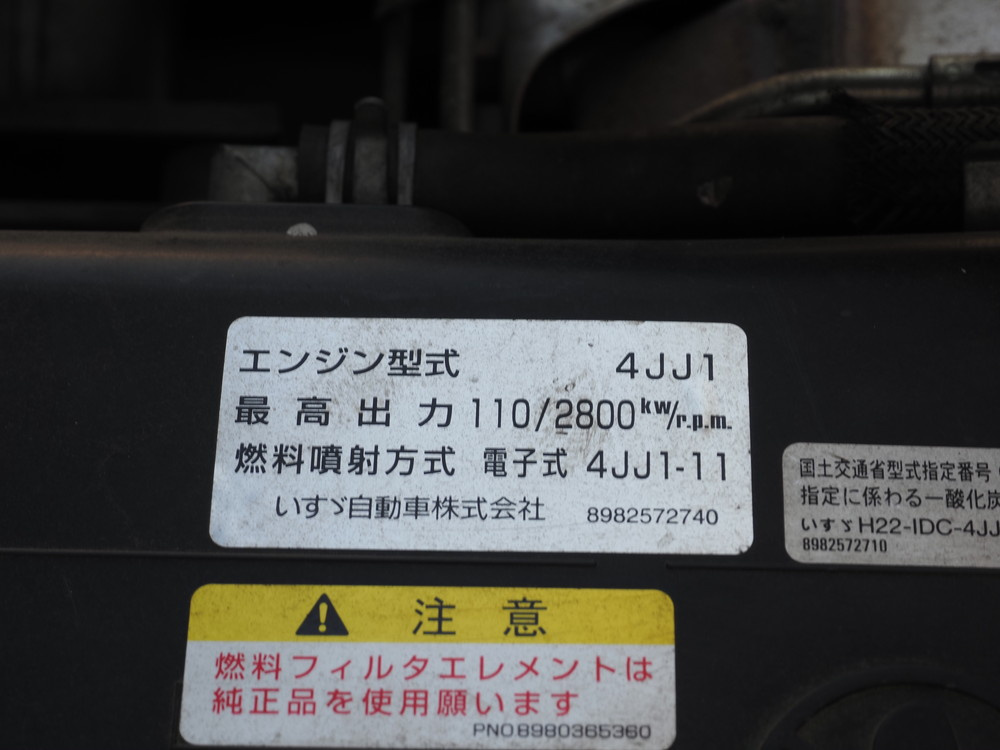 エンジン型式 4JJ1
最高出力 110/2800kw/r.p.m.
燃料噴射方式 電子式 4JJ1-11
いすゞ自動車株式会社 8982572740
国土交通省型式指定番号
指定に係わる一酸化炭
いすゞ H22-IDC-4JJ
8982572710
注意
燃料フィルタエレメントは
純正品を使用願います
PNO8980365360